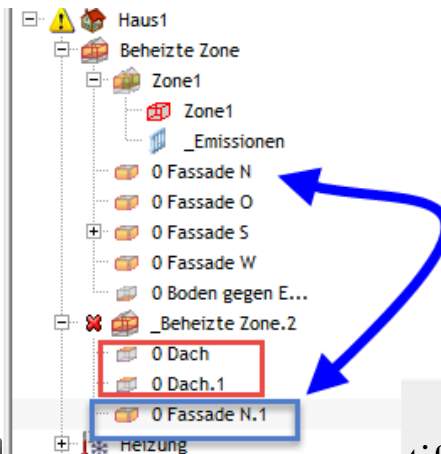 Haus1
Beheizte Zone
Zone1
Zone1
_Emissionen
0 Fassade N
0 Fassade O
0 Fassade S
0 Fassade W
0 Boden gegen E...
_Beheizte Zone.2
0 Dach
0 Dach.1
0 Fassade N.1
Heizung